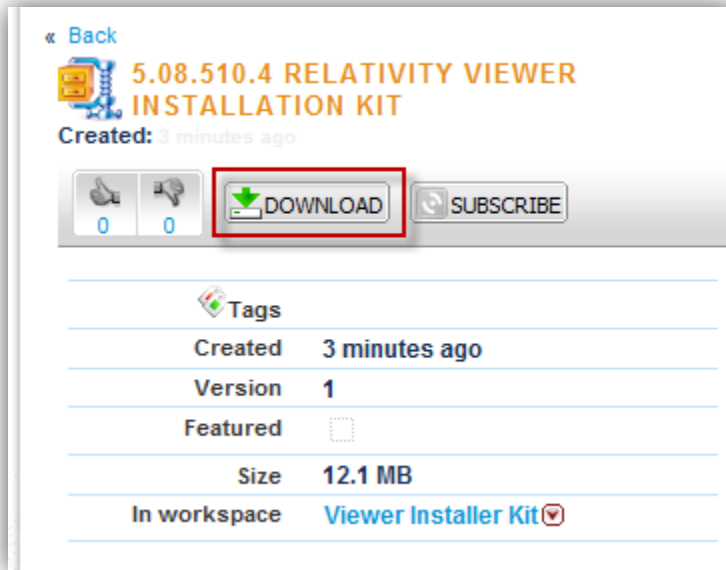 « Back
5.08.510.4 RELATIVITY VIEWER
INSTALLATION KIT
Created: 3 minutes ago
0 0 DOWNLOAD SUBSCRIBE
Tags
Created 3 minutes ago
Version 1
Featured
Size 12.1 MB
In workspace Viewer Installer Kit